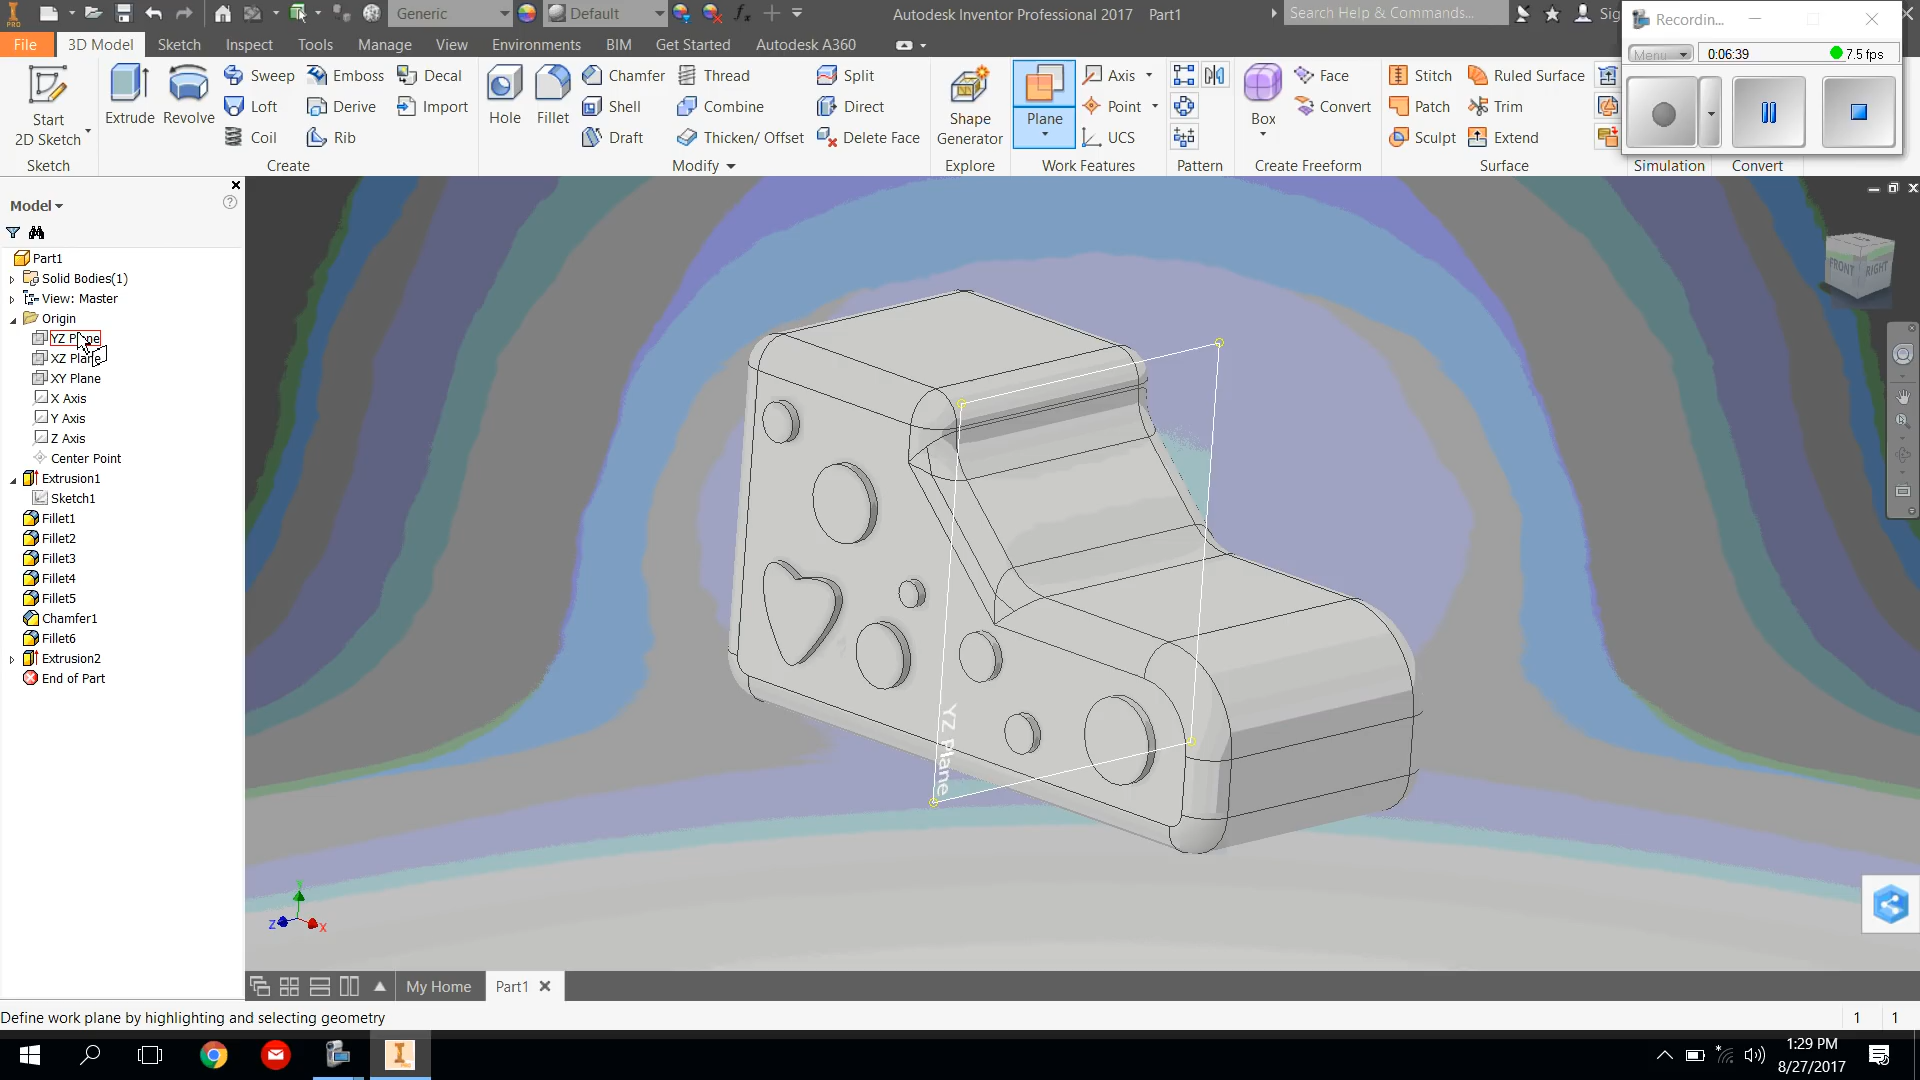 PRO
Generic
Default
fx
Autodesk Inventor Professional 2017 Part1
Search Help & Commands...
Recordin...
File
3D Model
Sketch
Inspect
Tools
Manage
View
Environments
BIM
Get Started
Autodesk A360
Menu
0:06:39
7.5 fps
Start
2D Sketch
Sketch
Extrude
Revolve
Sweep
Loft
Coil
Emboss
Derive
Rib
Decal
Import
Create
Hole
Fillet
Chamfer
Shell
Draft
Thread
Combine
Thicken/ Offset
Split
Direct
Delete Face
Modify
Shape
Generator
Explore
Plane
Axis
Point
UCS
Work Features
Pattern
Box
Face
Convert
Create Freeform
Stitch
Patch
Sculpt
Ruled Surface
Trim
Extend
Surface
Simulation
Convert
Model
Part1
Solid Bodies(1)
View: Master
Origin
YZ Plane
XZ Plane
XY Plane
X Axis
Y Axis
Z Axis
Center Point
Extrusion1
Sketch1
Fillet1
Fillet2
Fillet3
Fillet4
Fillet5
Chamfer1
Fillet6
Extrusion2
End of Part
FRONT
RIGHT
YZ Plane
Z
X
My Home
Part1
Define work plane by highlighting and selecting geometry
1 1
1:29 PM
8/27/2017